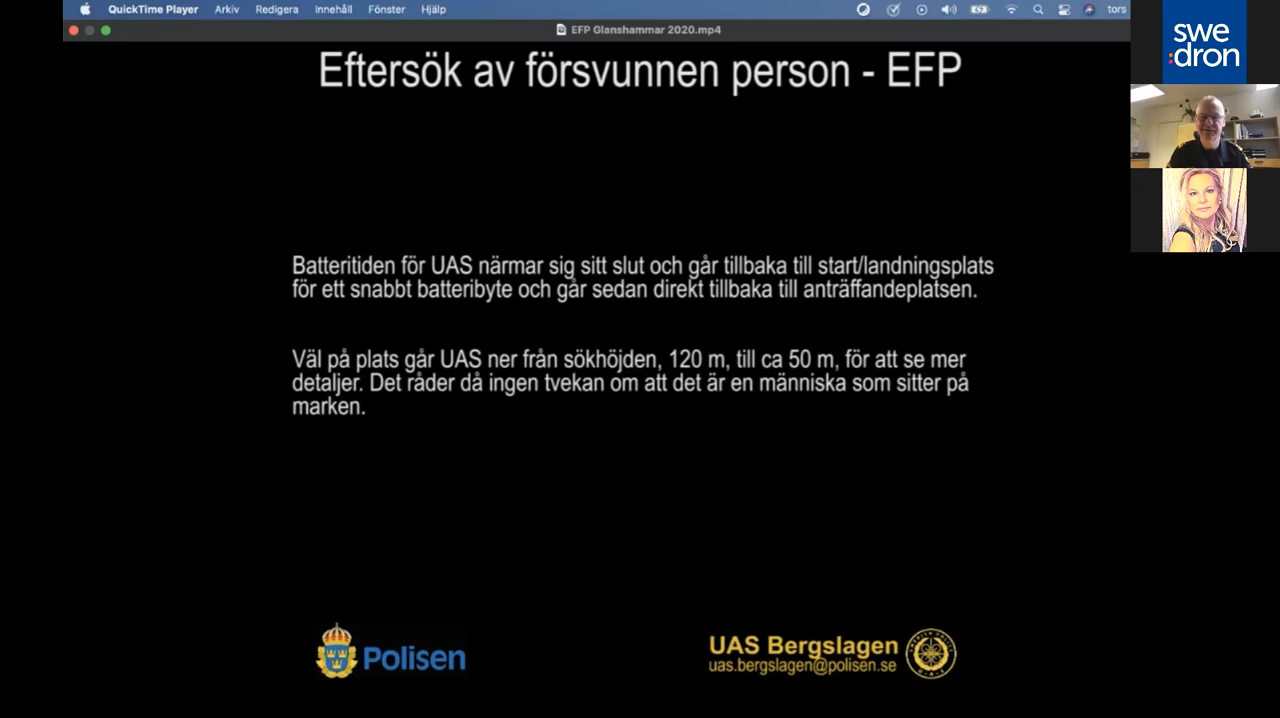 QuickTime Player Arkiv Redigera Innehåll Fönster Hjälp tors
EFP Glanshammar 2020.mp4
swe
dron
Eftersök av försvunnen person - EFP
Batteritiden för UAS närmar sig sitt slut och går tillbaka till start/landningsplats
för ett snabbt batteribyte och går sedan direkt tillbaka till anträffandeplatsen.
Väl på plats går UAS ner från sökhöjden, 120 m, till ca 50 m, för att se mer
detaljer. Det råder då ingen tvekan om att det är en människa som sitter på
marken.
Polisen
UAS Bergslagen
uas.bergslagen@polisen.se